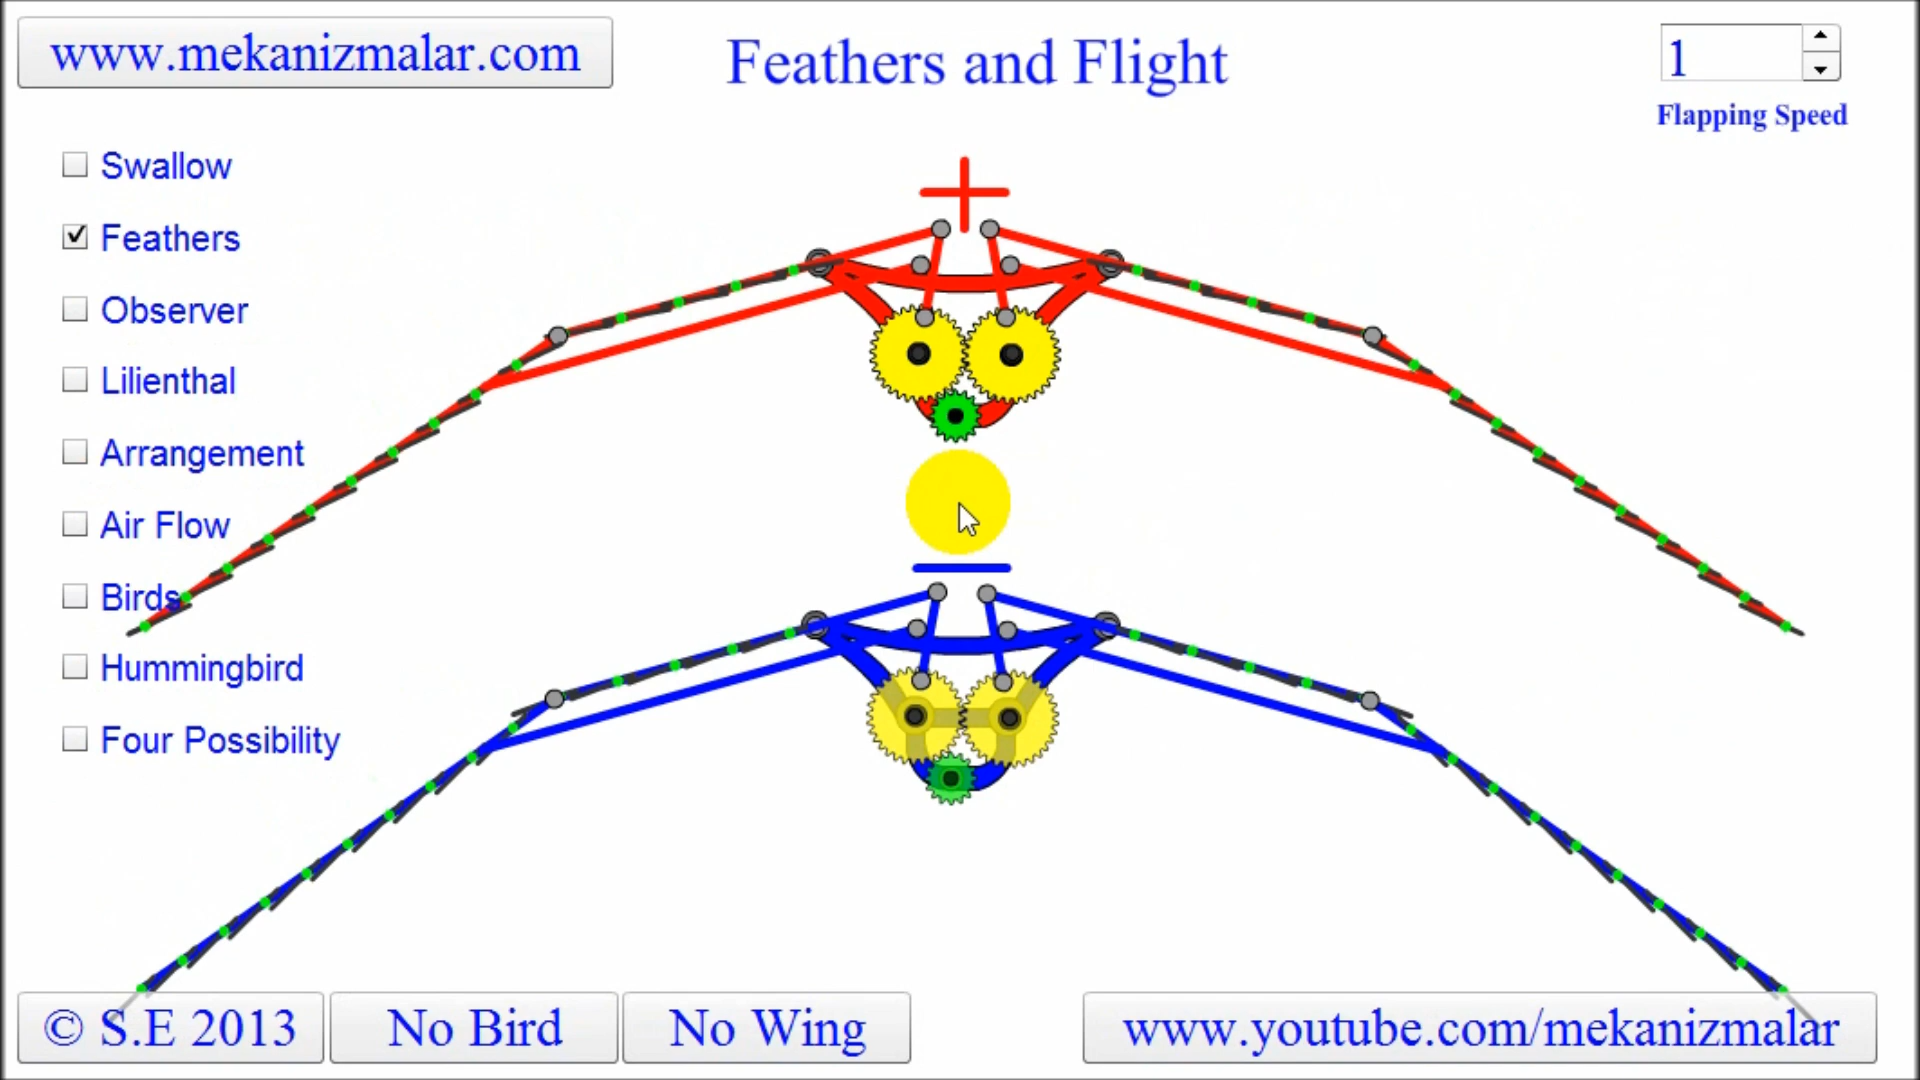 www.mekanizmalar.com
Feathers and Flight
1
Flapping Speed
Swallow
Feathers
Observer
Lilienthal
Arrangement
Air Flow
Birds
Hummingbird
Four Possibility
© S.E 2013
No Bird
No Wing
www.youtube.com/mekanizmalar